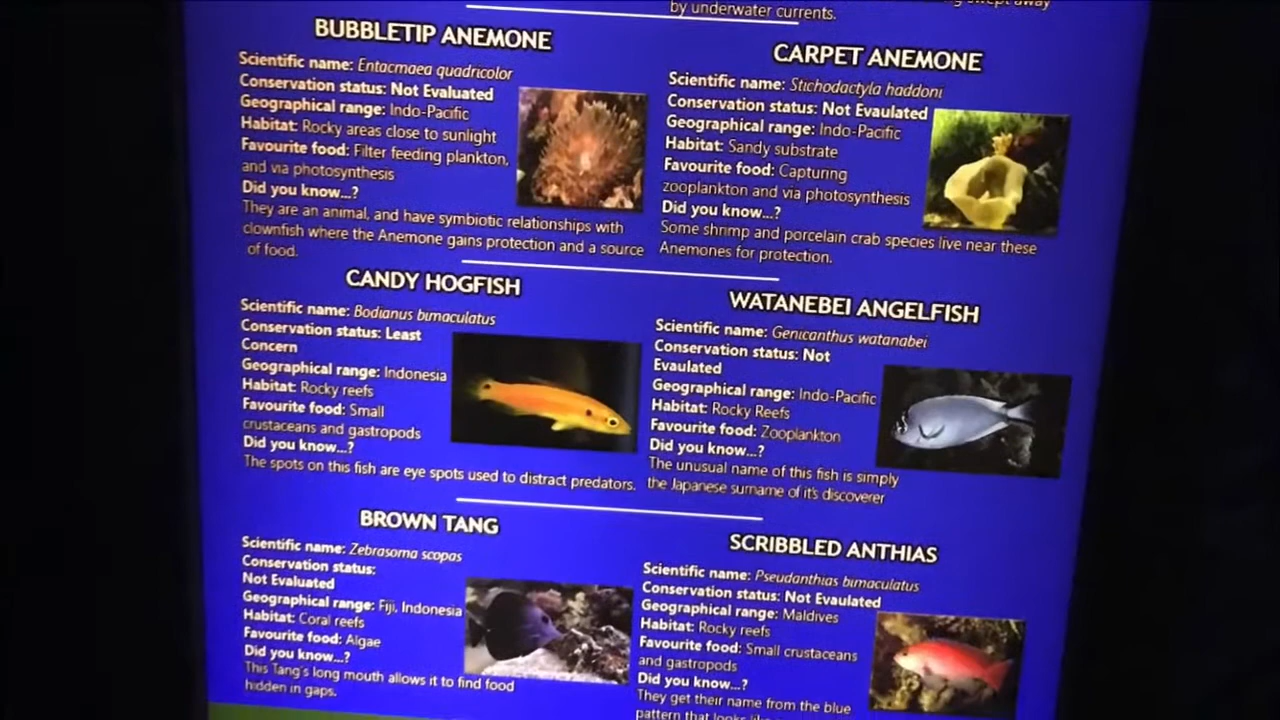 by underwater currents.
BUBBLETIP ANEMONE
Scientific name: Entacmaea quadricolor
Conservation status: Not Evaluated
Geographical range: Indo-Pacific
Habitat: Rocky areas close to sunlight
Favourite food: Filter feeding plankton,
and via photosynthesis
Did you know...?
They are an animal, and have symbiotic relationships with
clownfish where the Anemone gains protection and a source
of food.
CARPET ANEMONE
Scientific name: Stichodactyla haddoni
Conservation status: Not Evaulated
Geographical range: Indo-Pacific
Habitat: Sandy substrate
Favourite food: Capturing
zooplankton and via photosynthesis
Did you know...?
Some shrimp and porcelain crab species live near these
Anemones for protection.
CANDY HOGFISH
Scientific name: Bodianus bimaculatus
Conservation status: Least
Concern
Geographical range: Indonesia
Habitat: Rocky reefs
Favourite food: Small
crustaceans and gastropods
Did you know...?
The spots on this fish are eye spots used to distract predators.
WATANEBEI ANGELFISH
Scientific name: Genicanthus watanabei
Conservation status: Not
Evaulated
Geographical range: Indo-Pacific
Habitat: Rocky Reefs
Favourite food: Zooplankton
Did you know...?
The unusual name of this fish is simply
the Japanese surname of it's discoverer
BROWN TANG
Scientific name: Zebrasoma scopas
Conservation status:
Not Evaluated
Geographical range: Fiji, Indonesia
Habitat: Coral reefs
Favourite food: Algae
Did you know...?
This Tang's long mouth allows it to find food
hidden in gaps.
SCRIBBLED ANTHIAS
Scientific name: Pseudanthias bimaculatus
Conservation status: Not Evaulated
Geographical range: Maldives
Habitat: Rocky reefs
Favourite food: Small crustaceans
and gastropods
Did you know...?
They get their name from the blue
pattern that looks